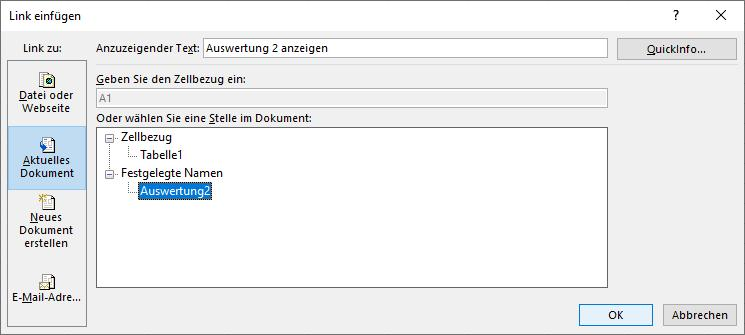 Link einfügen
? ×
Link zu:
Anzuzeigender Text: Auswertung 2 anzeigen
QuickInfo...
Datei oder
Webseite
Aktuelles
Dokument
Neues
Dokument
erstellen
E-Mail-Adre...
Geben Sie den Zellbezug ein:
A1
Oder wählen Sie eine Stelle im Dokument:
Zellbezug
Tabelle1
Festgelegte Namen
Auswertung2
OK
Abbrechen